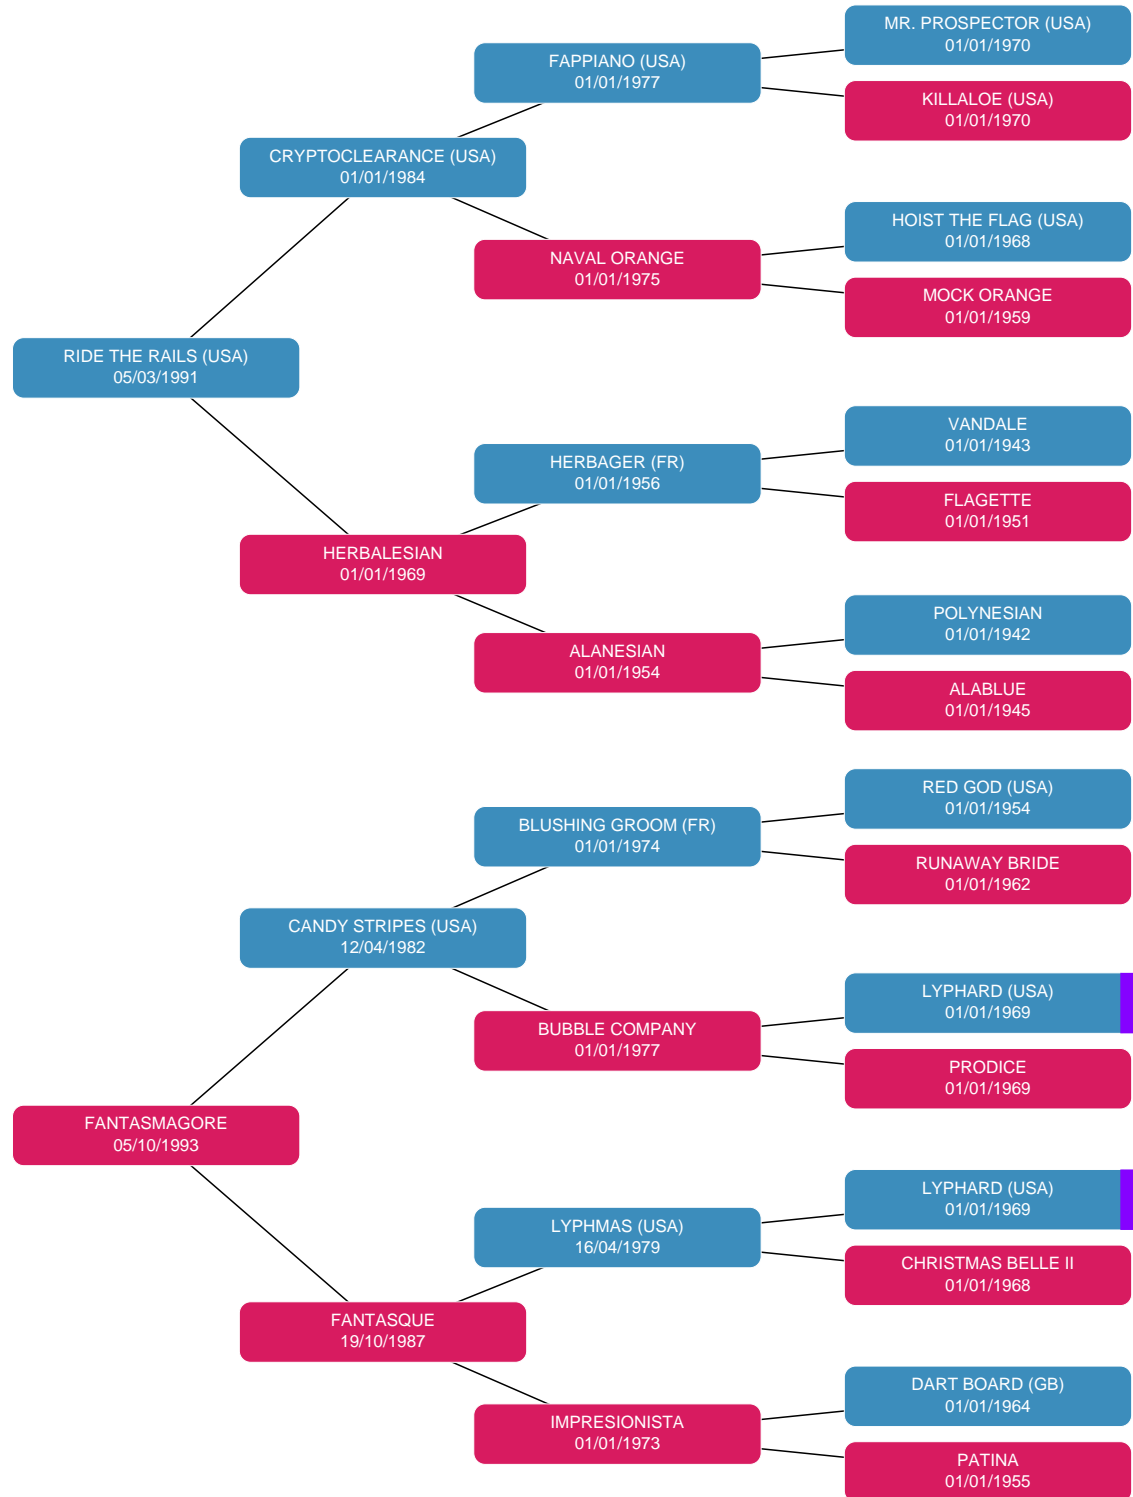 MR. PROSPECTOR (USA)
01/01/1970
FAPPIANO (USA)
01/01/1977
KILLALOE (USA)
01/01/1970
CRYPTOCLEARANCE (USA)
01/01/1984
HOIST THE FLAG (USA)
01/01/1968
NAVAL ORANGE
01/01/1975
MOCK ORANGE
01/01/1959
RIDE THE RAILS (USA)
05/03/1991
VANDALE
01/01/1943
HERBAGER (FR)
01/01/1956
FLAGETTE
01/01/1951
HERBALESIAN
01/01/1969
POLYNESIAN
01/01/1942
ALANESIAN
01/01/1954
ALABLUE
01/01/1945
RED GOD (USA)
01/01/1954
BLUSHING GROOM (FR)
01/01/1974
RUNAWAY BRIDE
01/01/1962
CANDY STRIPES (USA)
12/04/1982
LYPHARD (USA)
01/01/1969
BUBBLE COMPANY
01/01/1977
PRODICE
01/01/1969
FANTASMAGORE
05/10/1993
LYPHARD (USA)
01/01/1969
LYPHMAS (USA)
16/04/1979
CHRISTMAS BELLE II
01/01/1968
FANTASQUE
19/10/1987
DART BOARD (GB)
01/01/1964
IMPRESIONISTA
01/01/1973
PATINA
01/01/1955